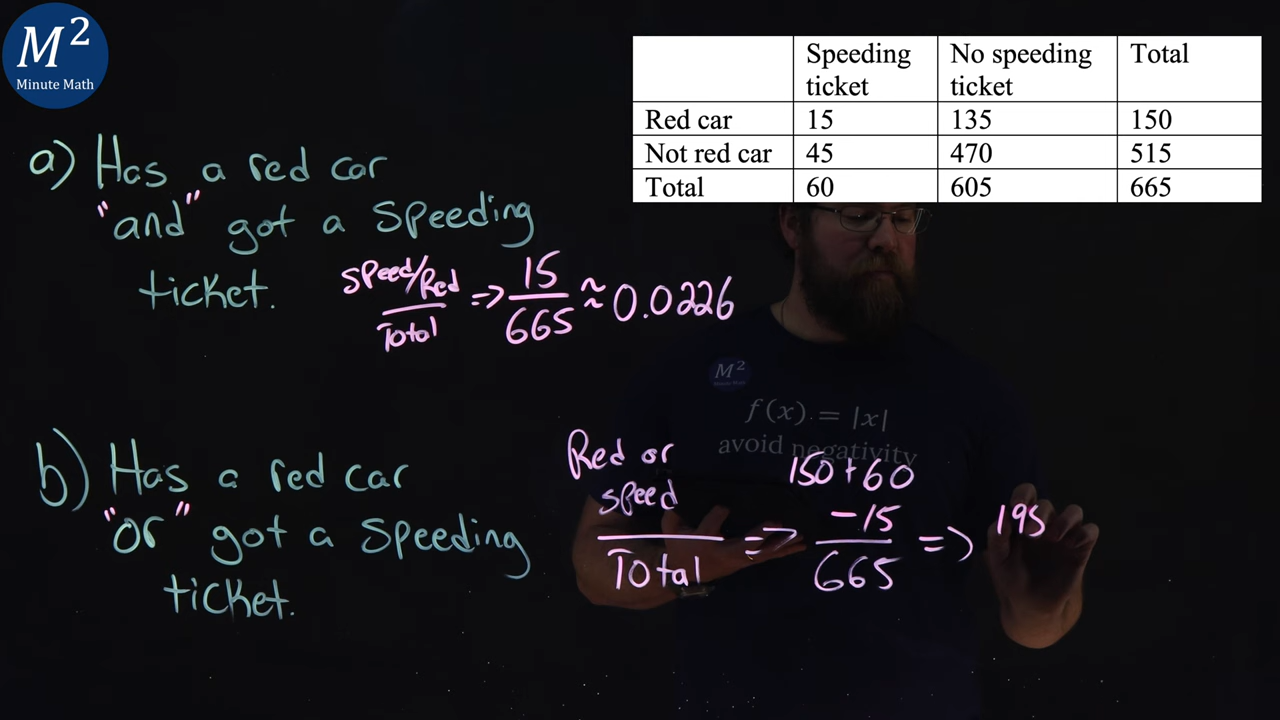 M²
Minute Math
Speeding ticket No speeding ticket Total
Red car 15 135 150
Not red car 45 470 515
Total 60 605 665
a) Has a red car
"and" got a speeding
ticket.
Speed/Red
Total
=> 15
665
≈ 0.0226
M²
Minute Math
f(x) = |x|
avoid negativity
b) Has a red car
"or" got a speeding
ticket.
Red or
speed
Total
=> 150+60
-15
665
=> 195